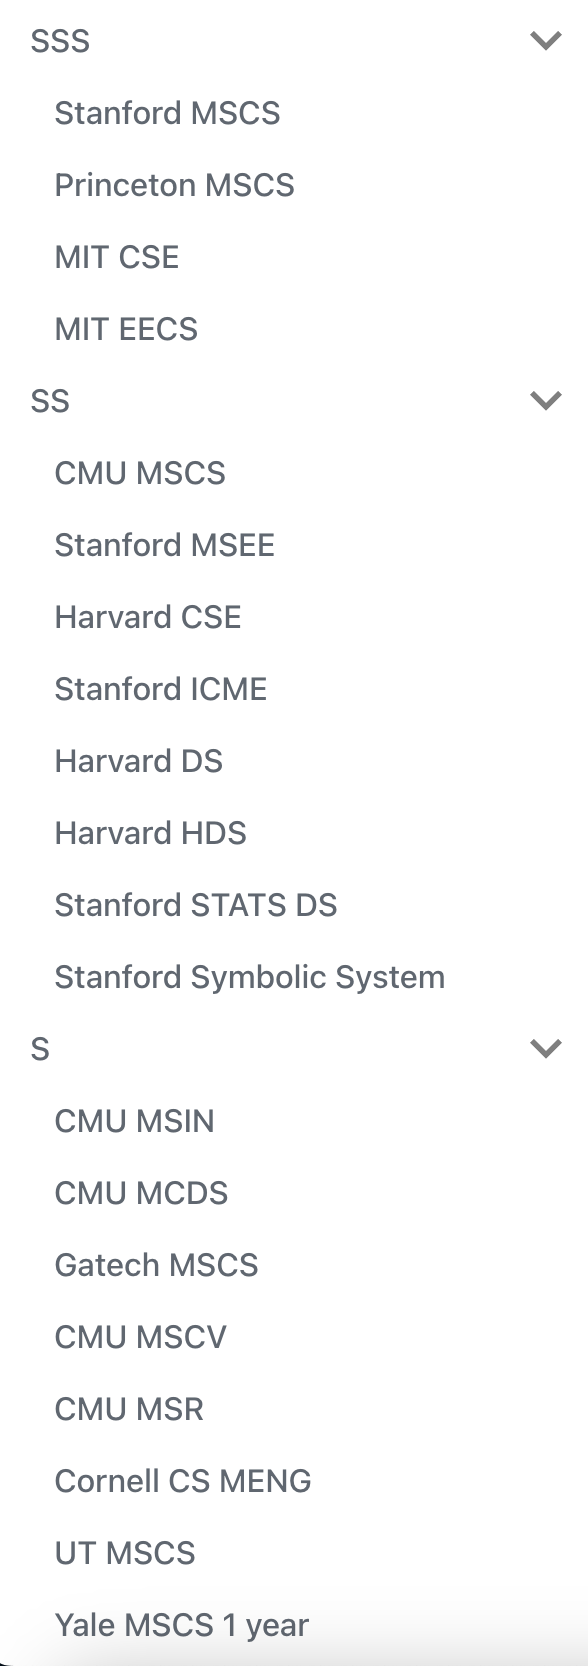 SSS
Stanford MSCS
Princeton MSCS
MIT CSE
MIT EECS
SS
CMU MSCS
Stanford MSEE
Harvard CSE
Stanford ICME
Harvard DS
Harvard HDS
Stanford STATS DS
Stanford Symbolic System
S
CMU MSIN
CMU MCDS
Gatech MSCS
CMU MSCV
CMU MSR
Cornell CS MENG
UT MSCS
Yale MSCS 1 year